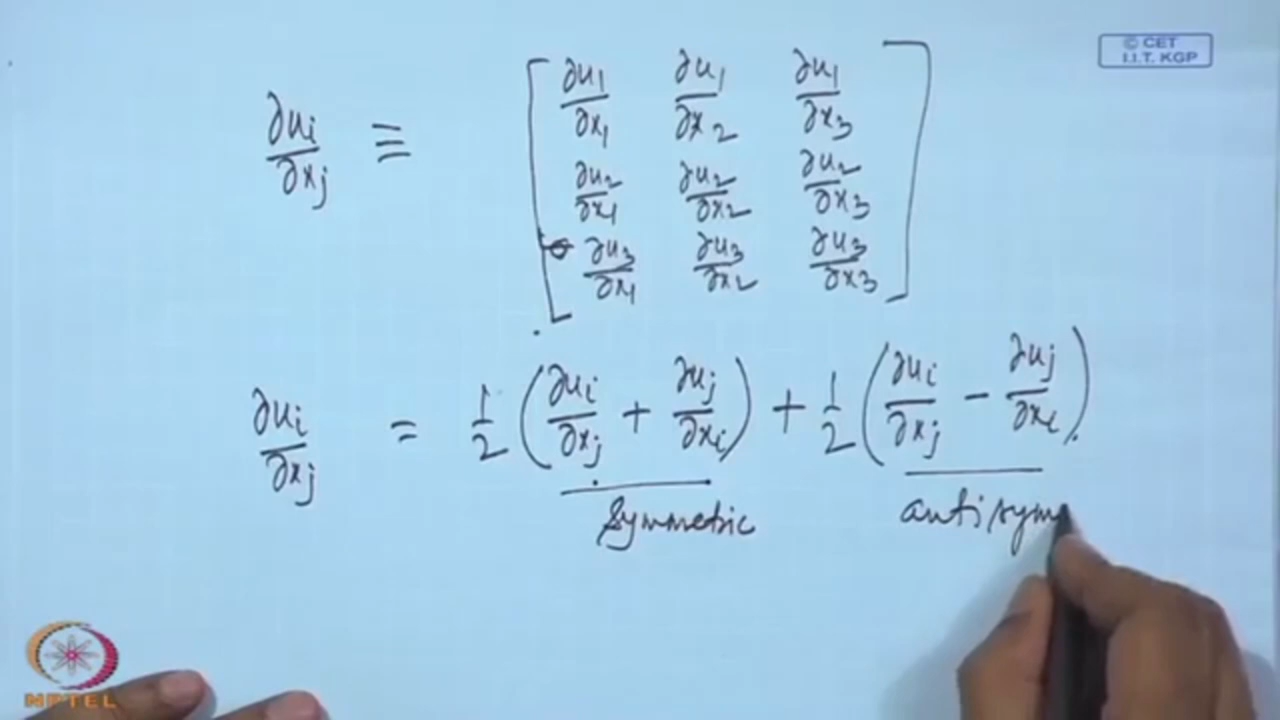 © CET
I.I.T. KGP
∂u₁/∂x₁ ∂u₁/∂x₂ ∂u₁/∂x₃
∂uᵢ/∂xⱼ ≡ [ ∂u₂/∂x₁ ∂u₂/∂x₂ ∂u₂/∂x₃ ]
∂u₃/∂x₁ ∂u₃/∂x₂ ∂u₃/∂x₃
∂uᵢ/∂xⱼ = 1/2 (∂uᵢ/∂xⱼ + ∂uⱼ/∂xᵢ) + 1/2 (∂uᵢ/∂xⱼ − ∂uⱼ/∂xᵢ)
symmetric antisym
NPTEL